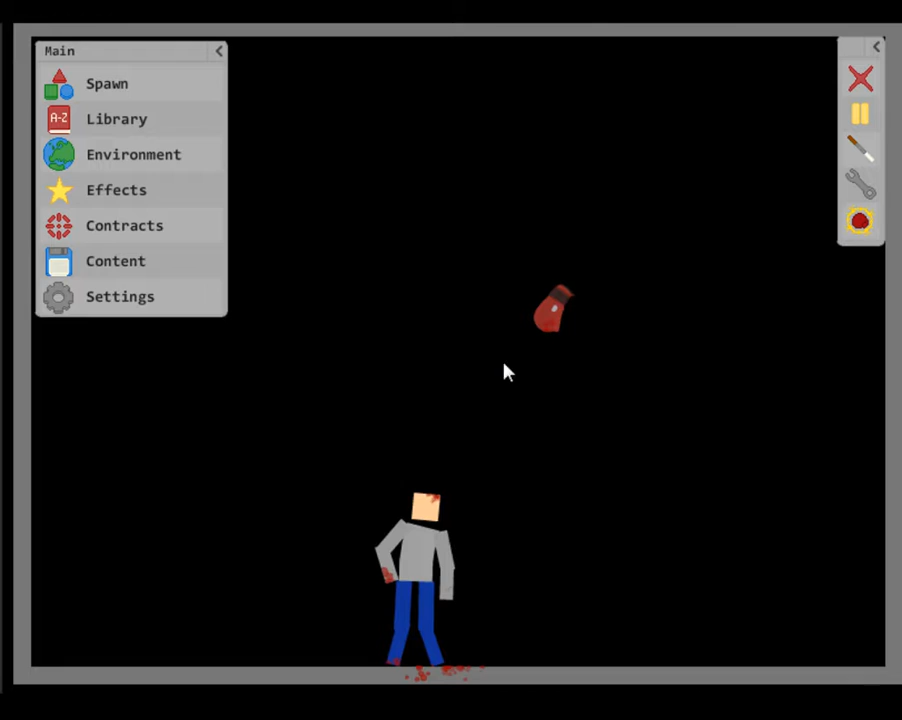 Main
Spawn
A-Z
Library
Environment
Effects
Contracts
Content
Settings